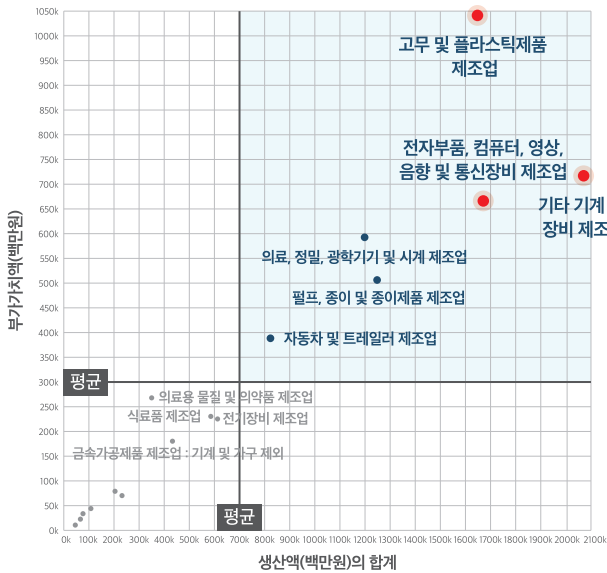 1050k
1000k
950k
900k
850k
800k
750k
700k
650k
600k
550k
500k
450k
400k
350k
300k
250k
200k
150k
100k
50k
0k
부가가치액(백만원)
고무 및 플라스틱제품
제조업
전자부품, 컴퓨터, 영상,
음향 및 통신장비 제조업
기타 기계
장비 제조
의료, 정밀, 광학기기 및 시계 제조업
펄프, 종이 및 종이제품 제조업
자동차 및 트레일러 제조업
평균
의료용 물질 및 의약품 제조업
식료품 제조업
전기장비 제조업
금속가공제품 제조업 : 기계 및 가구 제외
평균
0k 100k 200k 300k 400k 500k 600k 700k 800k 900k 1000k 1100k 1200k 1300k 1400k 1500k 1600k 1700k 1800k 1900k 2000k 2100k
생산액(백만원)의 합계